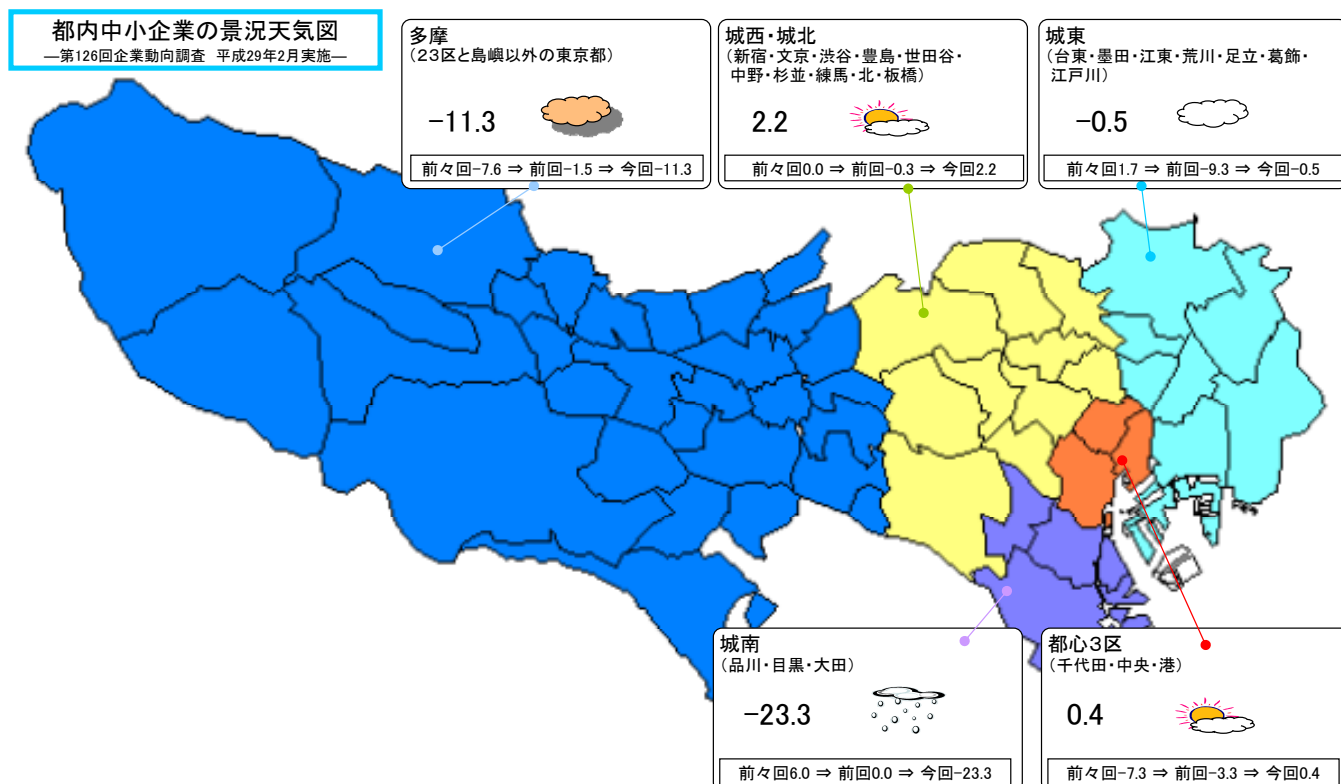 都内中小企業の景況天気図
―第126回企業動向調査 平成29年2月実施―
多摩
(23区と島嶼以外の東京都)
-11.3
前々回-7.6 ⇒ 前回-1.5 ⇒ 今回-11.3
城西・城北
(新宿・文京・渋谷・豊島・世田谷・
中野・杉並・練馬・北・板橋)
2.2
前々回0.0 ⇒ 前回-0.3 ⇒ 今回2.2
城東
(台東・墨田・江東・荒川・足立・葛飾・
江戸川)
-0.5
前々回1.7 ⇒ 前回-9.3 ⇒ 今回-0.5
城南
(品川・目黒・大田)
-23.3
前々回6.0 ⇒ 前回0.0 ⇒ 今回-23.3
都心3区
(千代田・中央・港)
0.4
前々回-7.3 ⇒ 前回-3.3 ⇒ 今回0.4